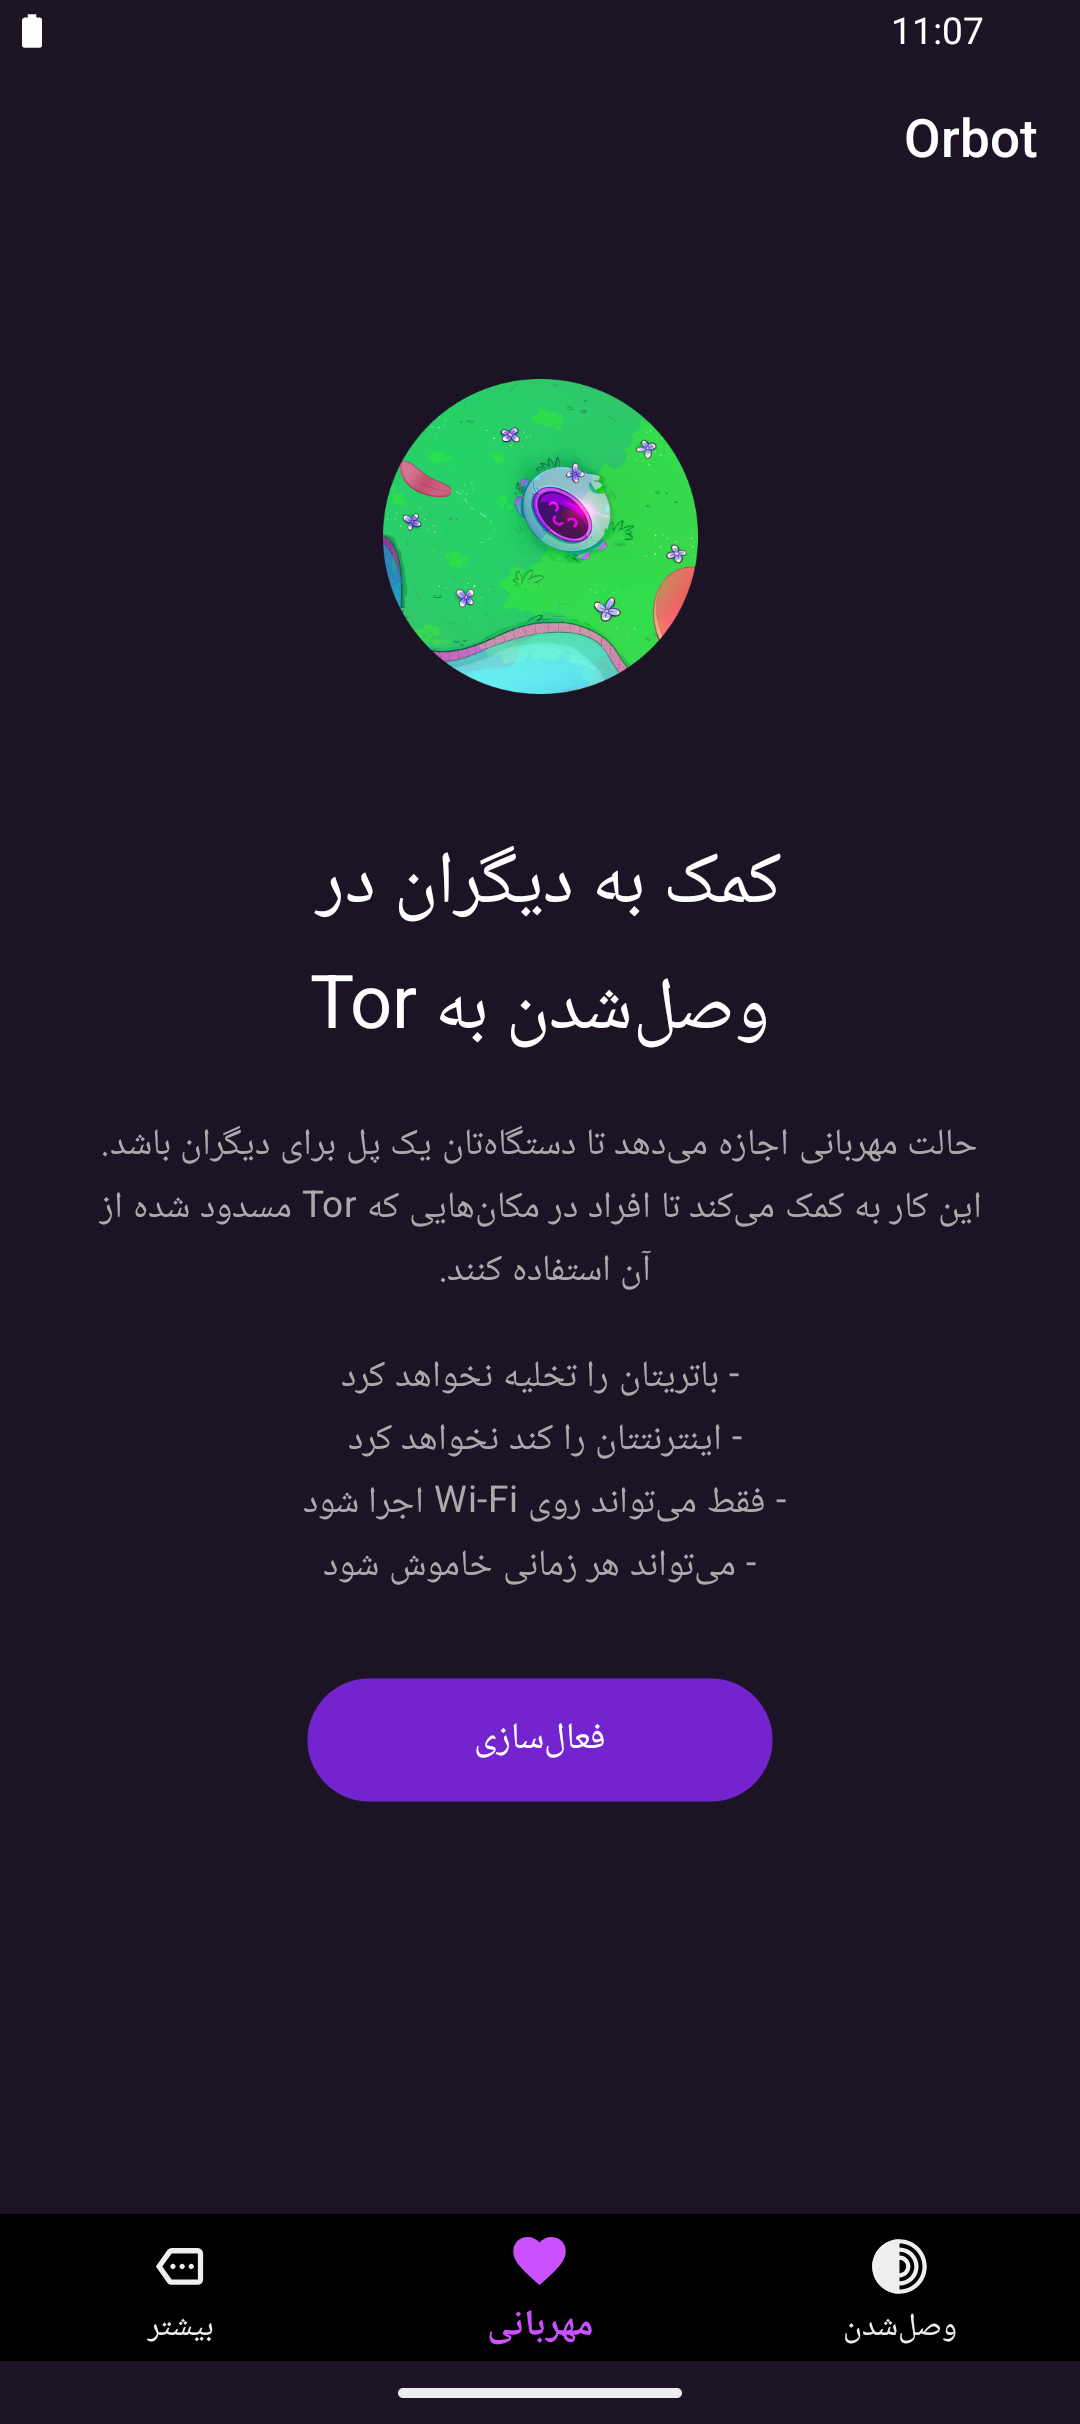 11:07
Orbot
کمک به دیگران در
وصل‌شدن به Tor
حالت مهربانی اجازه می‌دهد تا دستگاه‌تان یک پل برای دیگران باشد.
این کار به کمک می‌کند تا افراد در مکان‌هایی که Tor مسدود شده از
آن استفاده کنند.
- باتریتان را تخلیه نخواهد کرد
- اینترنتتان را کند نخواهد کرد
- فقط می‌تواند روی Wi-Fi اجرا شود
- می‌تواند هر زمانی خاموش شود
فعال‌سازی
وصل‌شدن
مهربانی
بیشتر